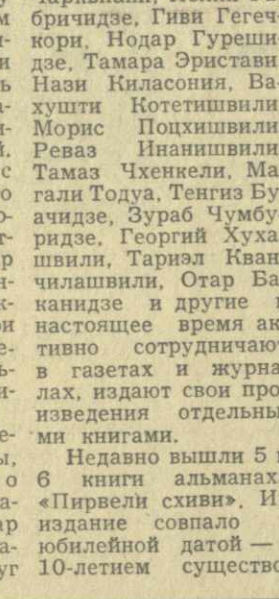 бричидзе, Гиви Гегеч
кори, Нодар Гуреши
дзе, Тамара Эристави
Нази Киласония, Ва
хушти Котетишвили
Морис Поцхишвили
Реваз Инанишвили
Тамаз Чхенкели, Ма
гали Тодуа, Тенгиз Бу
ачидзе, Зураб Чумбу
ридзе, Георгий Хуха
швили, Тариэл Кван
чилашвили, Отар Ба
канидзе и другие
настоящее время ак
тивно сотрудничают
в газетах и журна
лах, издают свои про
изведения отдельны
ми книгами.
Недавно вышли 5 и
6 книги альманах
«Пирвели схиви». И
издание совпало
юбилейной датой —
10-летием существо